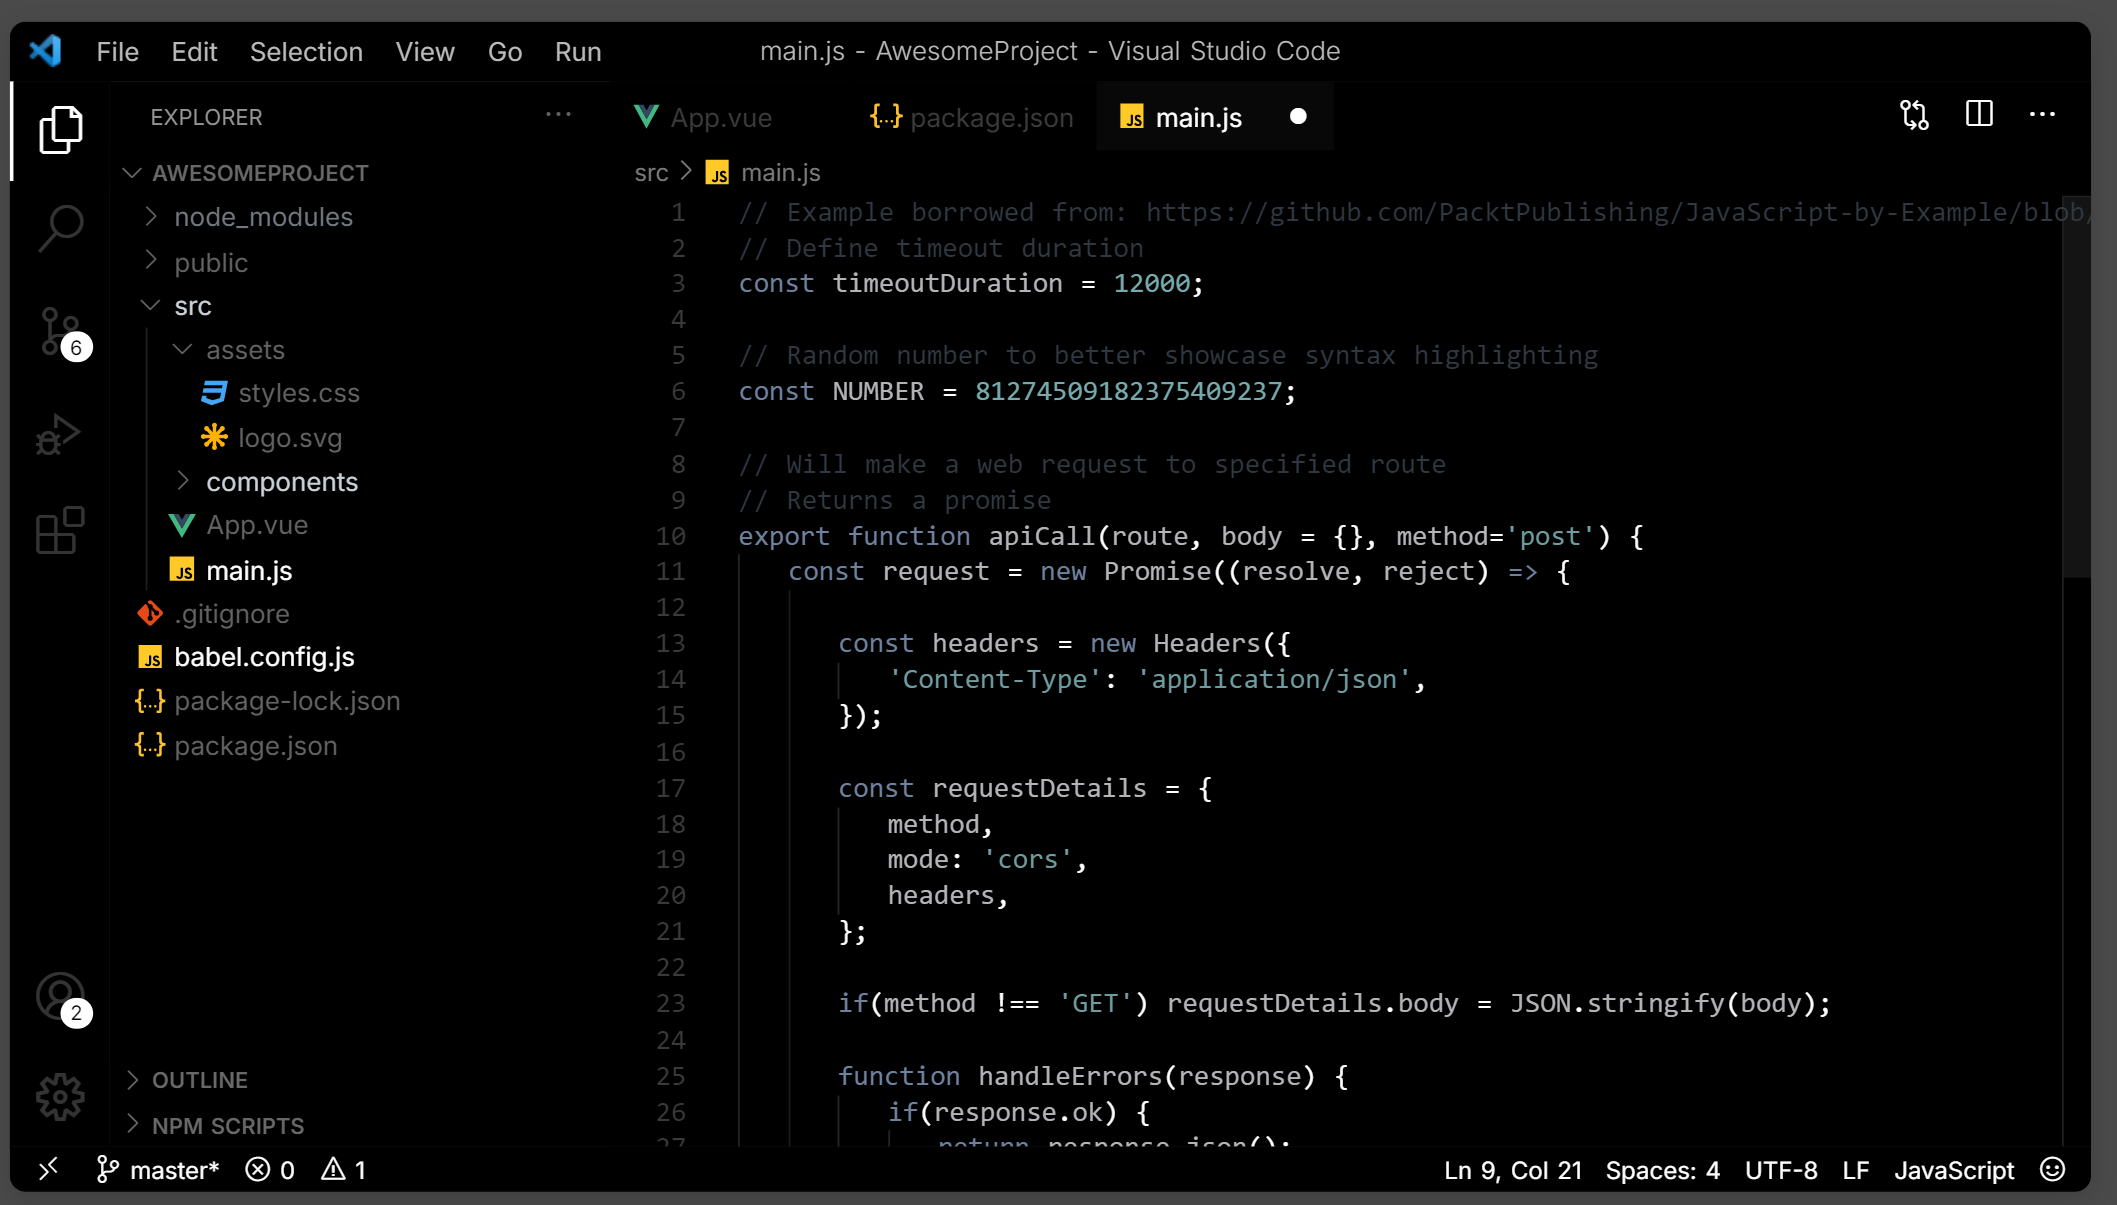 File Edit Selection View Go Run
main.js - AwesomeProject - Visual Studio Code
EXPLORER ...
AWESOMEPROJECT
node_modules
public
src
assets
styles.css
logo.svg
components
App.vue
JS main.js
.gitignore
JS babel.config.js
{...} package-lock.json
{...} package.json
OUTLINE
NPM SCRIPTS
6
2
App.vue {...} package.json JS main.js
src > JS main.js
1 // Example borrowed from: https://github.com/PacktPublishing/JavaScript-by-Example/blob/
2 // Define timeout duration
3 const timeoutDuration = 12000;
4
5 // Random number to better showcase syntax highlighting
6 const NUMBER = 81274509182375409237;
7
8 // Will make a web request to specified route
9 // Returns a promise
10 export function apiCall(route, body = {}, method='post') {
11 const request = new Promise((resolve, reject) => {
12
13 const headers = new Headers({
14 'Content-Type': 'application/json',
15 });
16
17 const requestDetails = {
18 method,
19 mode: 'cors',
20 headers,
21 };
22
23 if(method !== 'GET') requestDetails.body = JSON.stringify(body);
24
25 function handleErrors(response) {
26 if(response.ok) {
27 return response.json();
master* 0 1
Ln 9, Col 21 Spaces: 4 UTF-8 LF JavaScript